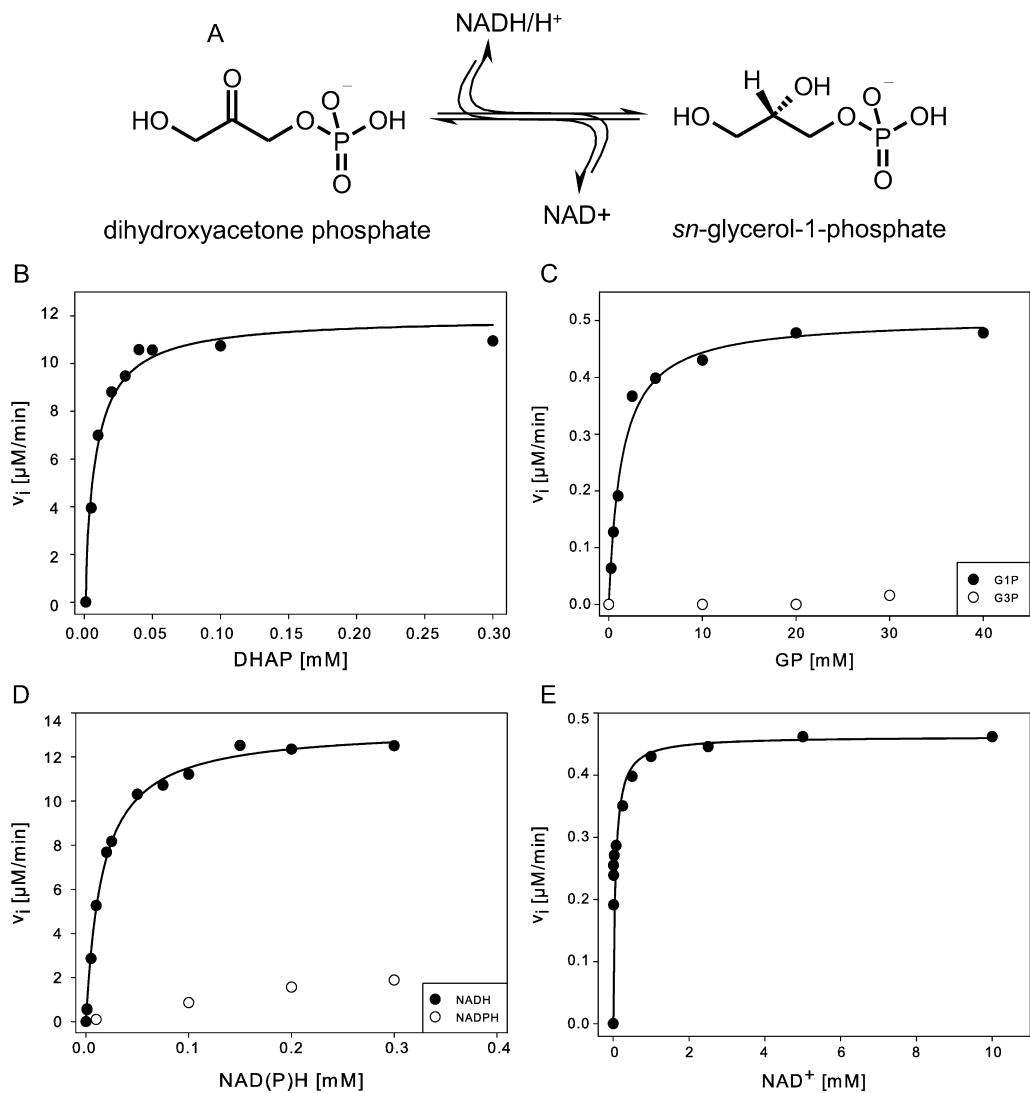 A
NADH/H⁺
HO
O
O
O⁻
P
OH
O
H
OH
HO
O
O⁻
P
OH
O
NAD+
dihydroxyacetone phosphate
sn-glycerol-1-phosphate
B
vi [µM/min]
12
10
8
6
4
2
0
0.00 0.05 0.10 0.15 0.20 0.25 0.30
DHAP [mM]
C
vi [µM/min]
0.5
0.4
0.3
0.2
0.1
0.0
G1P
G3P
0 10 20 30 40
GP [mM]
D
vi [µM/min]
14
12
10
8
6
4
2
0
NADH
NADPH
0.0 0.1 0.2 0.3 0.4
NAD(P)H [mM]
E
vi [µM/min]
0.5
0.4
0.3
0.2
0.1
0.0
0 2 4 6 8 10
NAD⁺ [mM]